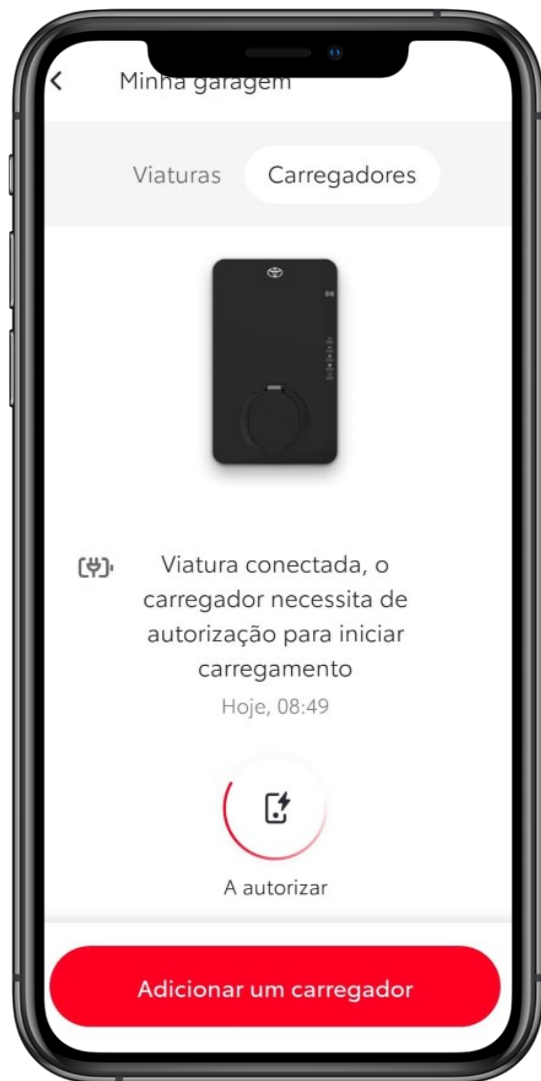 Minha garagem
Viaturas Carregadores
Viatura conectada, o
carregador necessita de
autorização para iniciar
carregamento
Hoje, 08:49
A autorizar
Adicionar um carregador